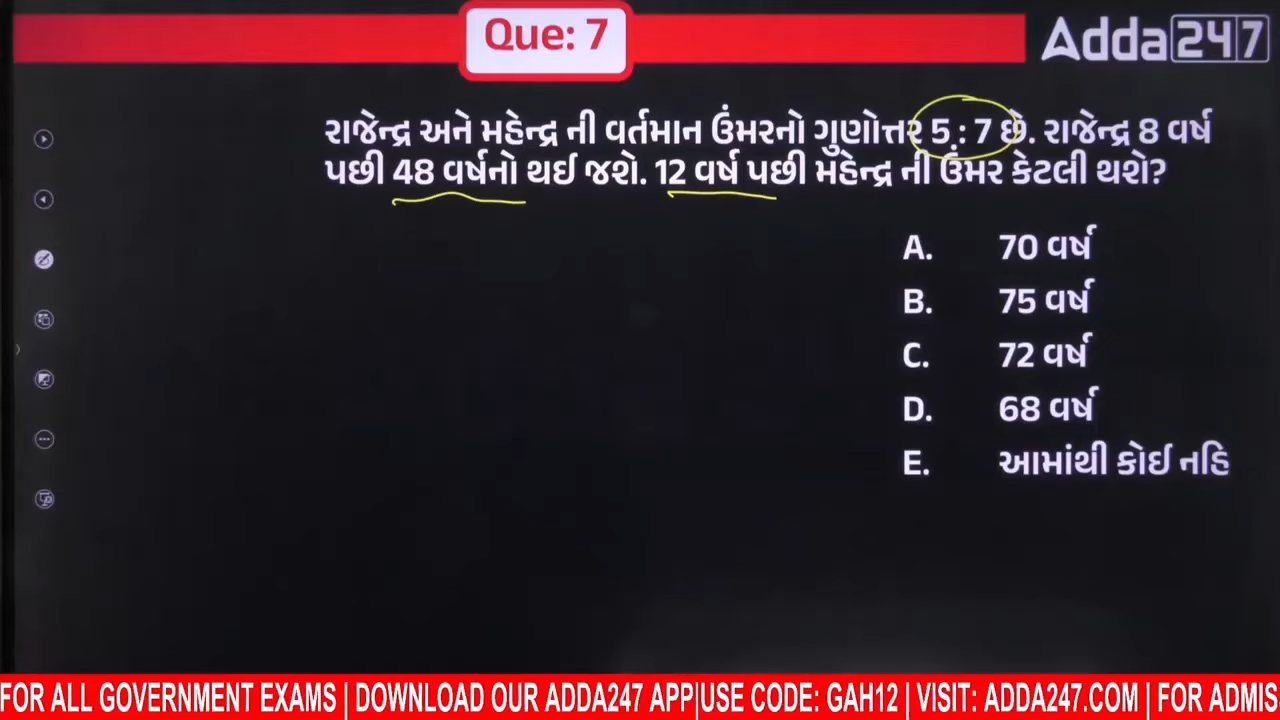 Que: 7
Adda247
રાજેન્દ્ર અને મહેન્દ્ર ની વર્તમાન ઉંમરનો ગુણોત્તર 5 : 7 છે. રાજેન્દ્ર 8 વર્ષ
પછી 48 વર્ષનો થઈ જશે. 12 વર્ષ પછી મહેન્દ્ર ની ઉંમર કેટલી થશે?
A. 70 વર્ષ
B. 75 વર્ષ
C. 72 વર્ષ
D. 68 વર્ષ
E. આમાંથી કોઈ નહિ
FOR ALL GOVERNMENT EXAMS | DOWNLOAD OUR ADDA247 APP|USE CODE: GAH12 | VISIT: ADDA247.COM | FOR ADMIS